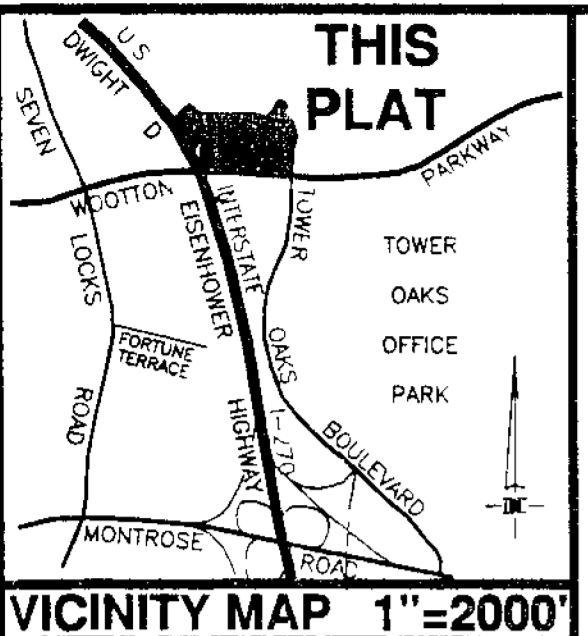 THIS
PLAT
US
DWIGHT D
SEVEN
LOCKS
ROAD
WOOTTON
PARKWAY
INTERSTATE
EISENHOWER
HIGHWAY
I-270
TOWER
OAKS
BOULEVARD
TOWER
OAKS
OFFICE
PARK
FORTUNE
TERRACE
MONTROSE
ROAD
VICINITY MAP 1"=2000'